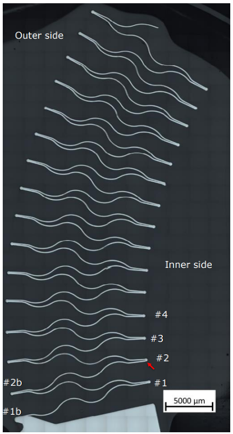 Outer side
Inner side
#4
#3
#2
#1
#2b
#1b
5000 µm